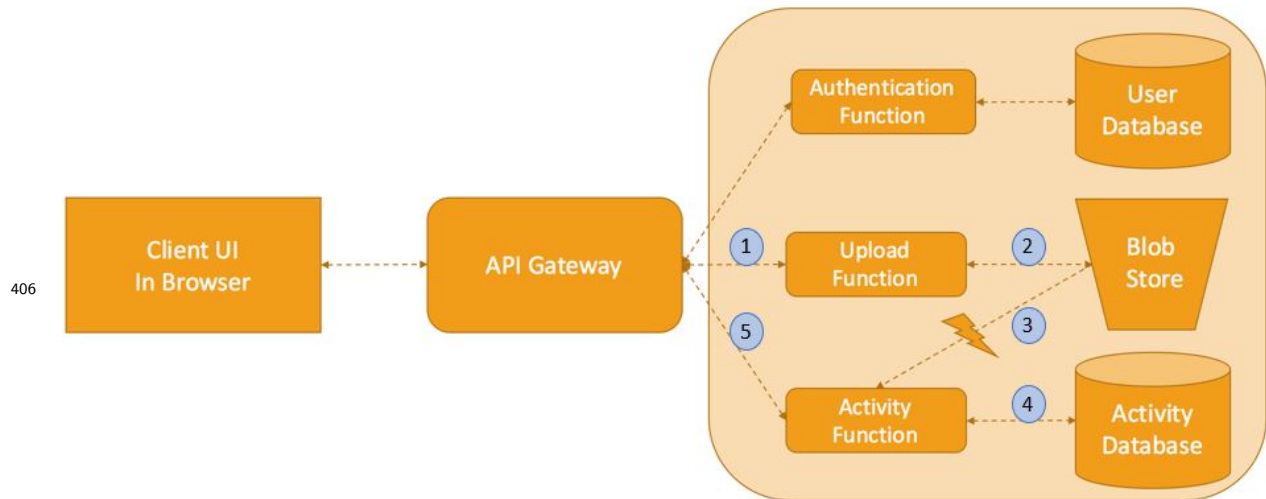 Authentication
Function
User
Database
Client UI
In Browser
API Gateway
1
Upload
Function
2
Blob
Store
406
5
3
Activity
Function
4
Activity
Database